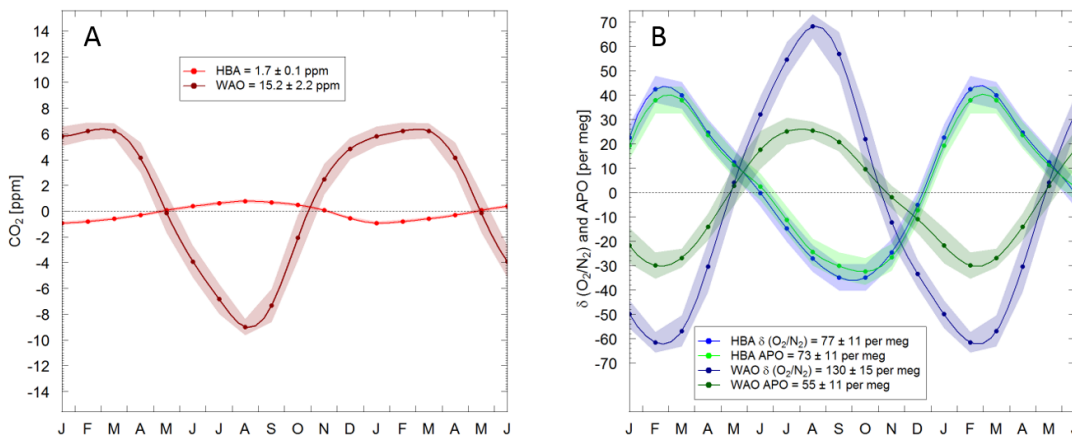 A
CO2 [ppm]
14
12
10
8
6
4
2
0
-2
-4
-6
-8
-10
-12
-14
HBA = 1.7 ± 0.1 ppm
WAO = 15.2 ± 2.2 ppm
J F M A M J J A S O N D J F M A M J
B
δ (O2/N2) and APO [per meg]
70
60
50
40
30
20
10
0
-10
-20
-30
-40
-50
-60
-70
HBA δ (O2/N2) = 77 ± 11 per meg
HBA APO = 73 ± 11 per meg
WAO δ (O2/N2) = 130 ± 15 per meg
WAO APO = 55 ± 11 per meg
J F M A M J J A S O N D J F M A M J